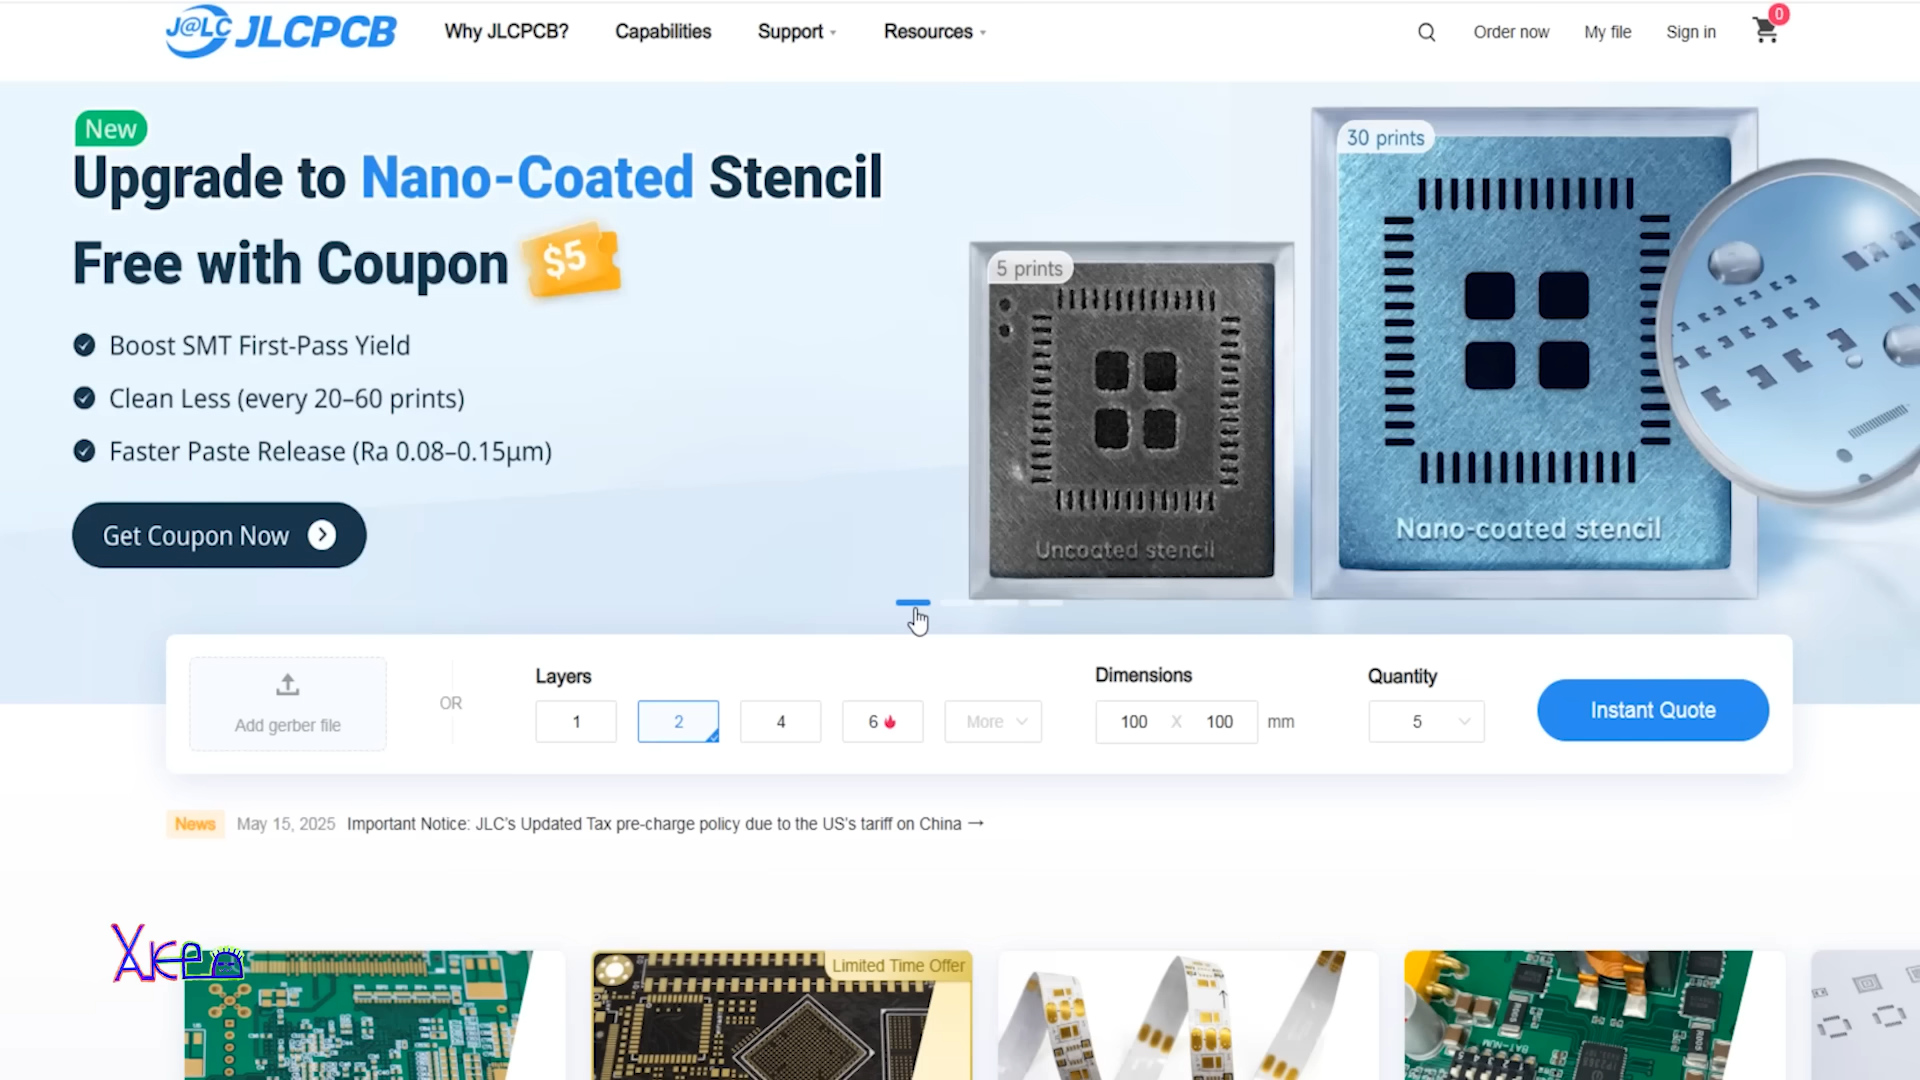 J@LC JLCPCB
Why JLCPCB?
Capabilities
Support
Resources
Order now
My file
Sign in
0
New
Upgrade to Nano-Coated Stencil
Free with Coupon $5
Boost SMT First-Pass Yield
Clean Less (every 20–60 prints)
Faster Paste Release (Ra 0.08–0.15μm)
Get Coupon Now
5 prints
Uncoated stencil
30 prints
Nano-coated stencil
Add gerber file
OR
Layers
1
2
4
6
More
Dimensions
100 X 100 mm
Quantity
5
Instant Quote
News May 15, 2025 Important Notice: JLC's Updated Tax pre-charge policy due to the US's tariff on China →
Limited Time Offer
BAT-NUM